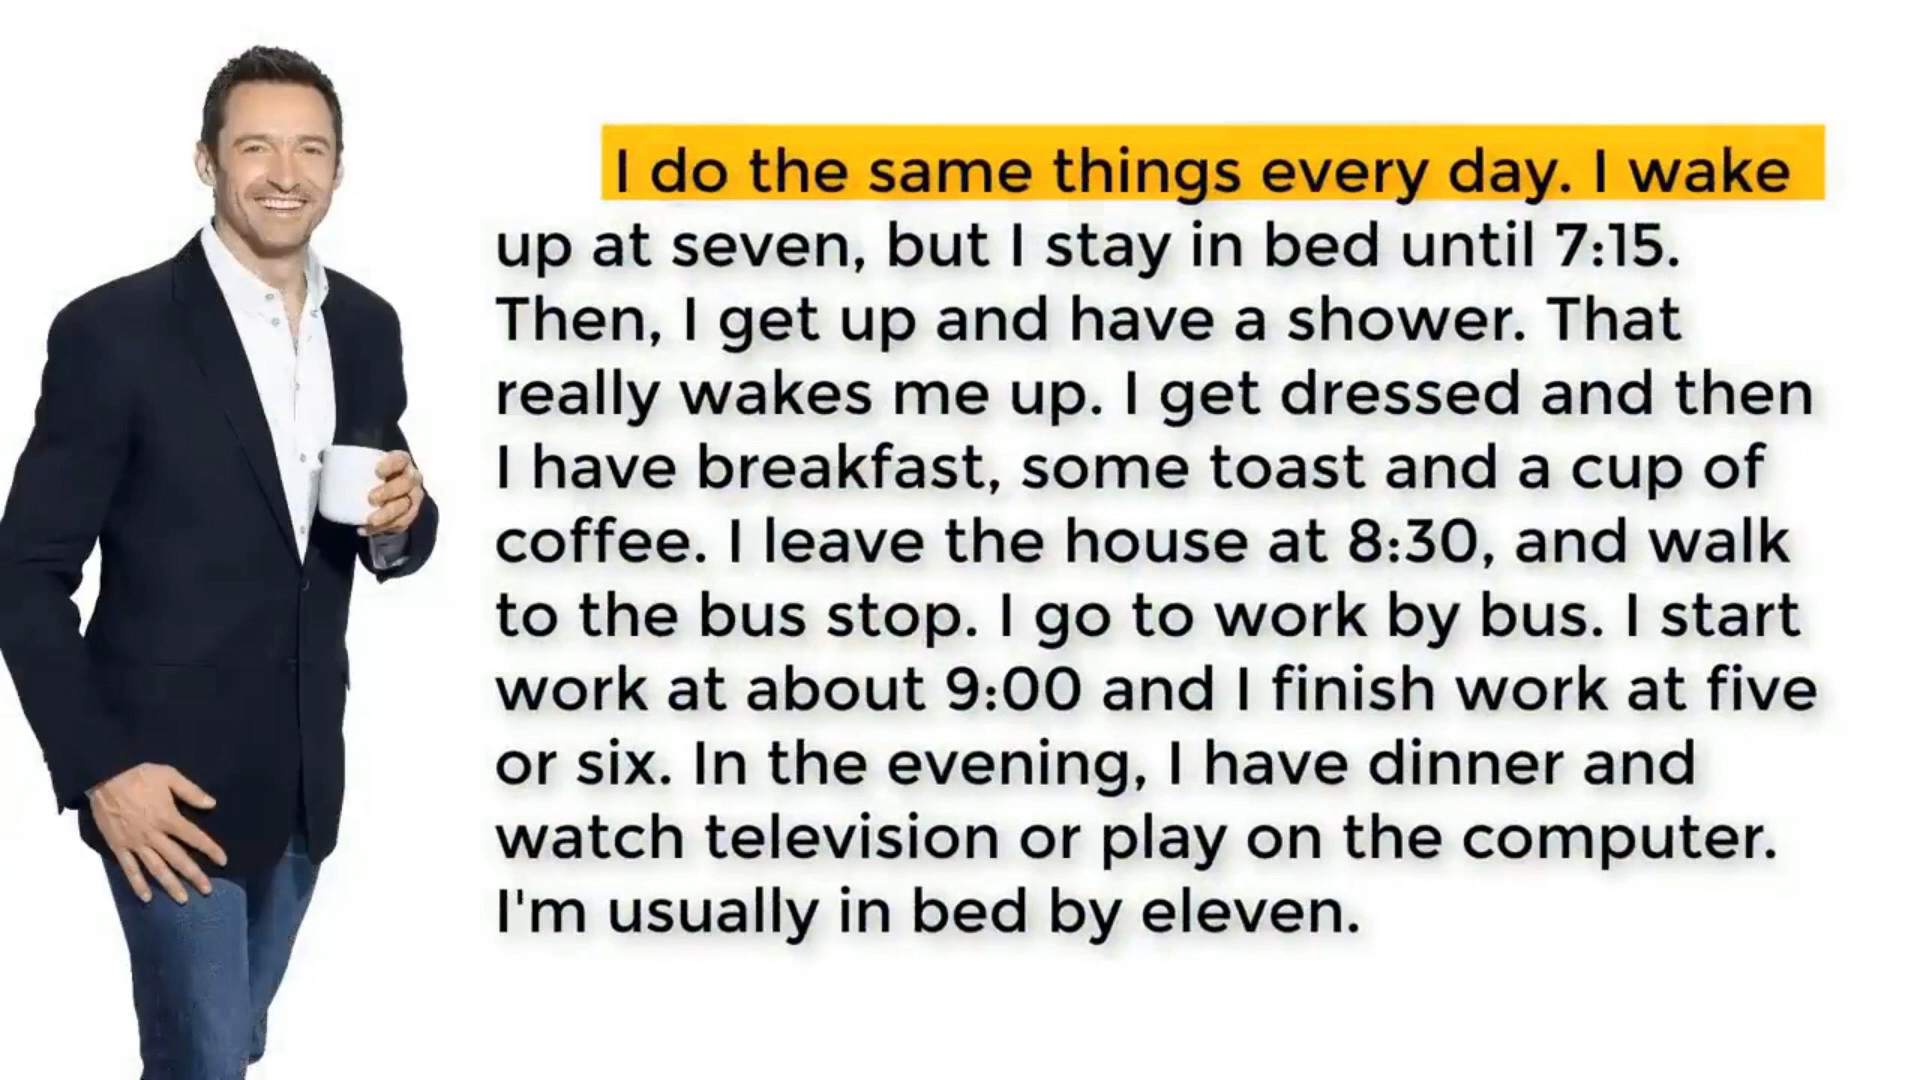 I do the same things every day. I wake
up at seven, but I stay in bed until 7:15.
Then, I get up and have a shower. That
really wakes me up. I get dressed and then
I have breakfast, some toast and a cup of
coffee. I leave the house at 8:30, and walk
to the bus stop. I go to work by bus. I start
work at about 9:00 and I finish work at five
or six. In the evening, I have dinner and
watch television or play on the computer.
I'm usually in bed by eleven.